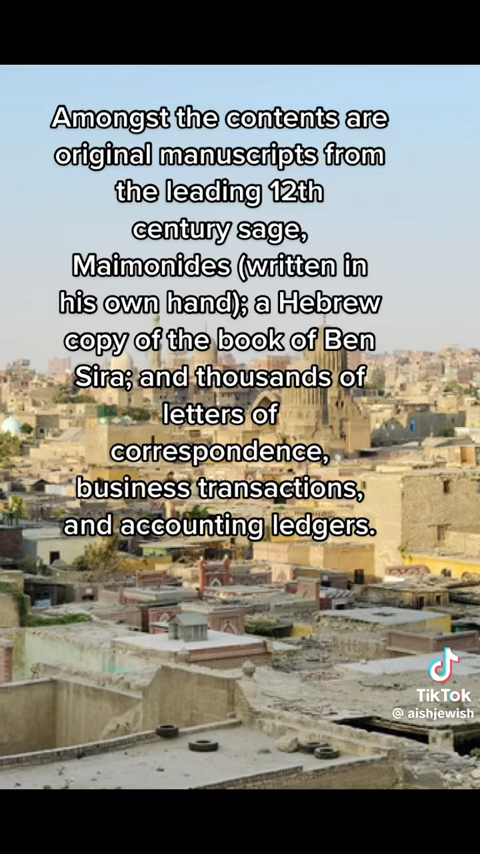 Amongst the contents are
original manuscripts from
the leading 12th
century sage,
Maimonides (written in
his own hand); a Hebrew
copy of the book of Ben
Sira; and thousands of
letters of
correspondence,
business transactions,
and accounting ledgers.
TikTok
@ aishjewish